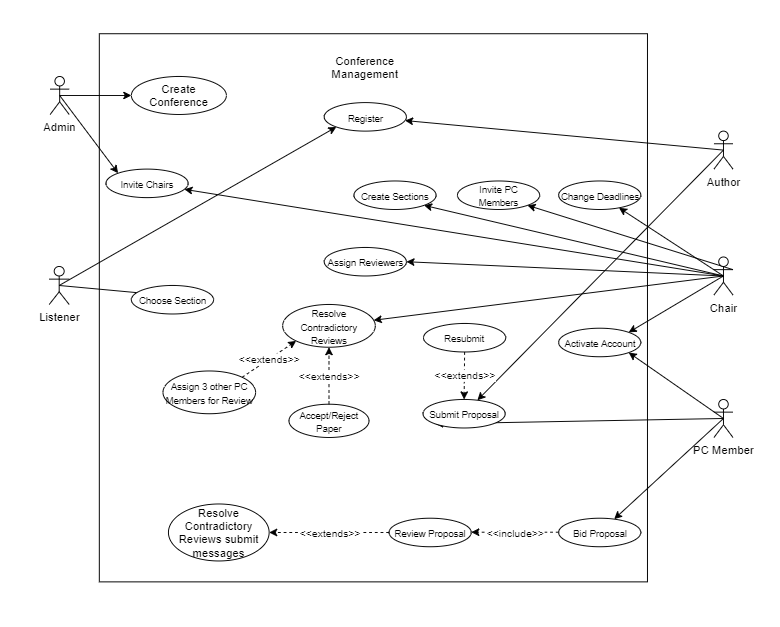 Conference
Management
Create
Conference
Admin
Register
Author
Invite Chairs
Create Sections
Invite PC
Members
Change Deadlines
Assign Reviewers
Listener
Choose Section
Chair
Resolve
Contradictory
Reviews
Resubmit
Activate Account
<<extends>>
<<extends>>
<<extends>>
Assign 3 other PC
Members for Review
Accept/Reject
Paper
Submit Proposal
PC Member
Resolve
Contradictory
Reviews submit
messages
<<extends>>
Review Proposal
<<include>>
Bid Proposal